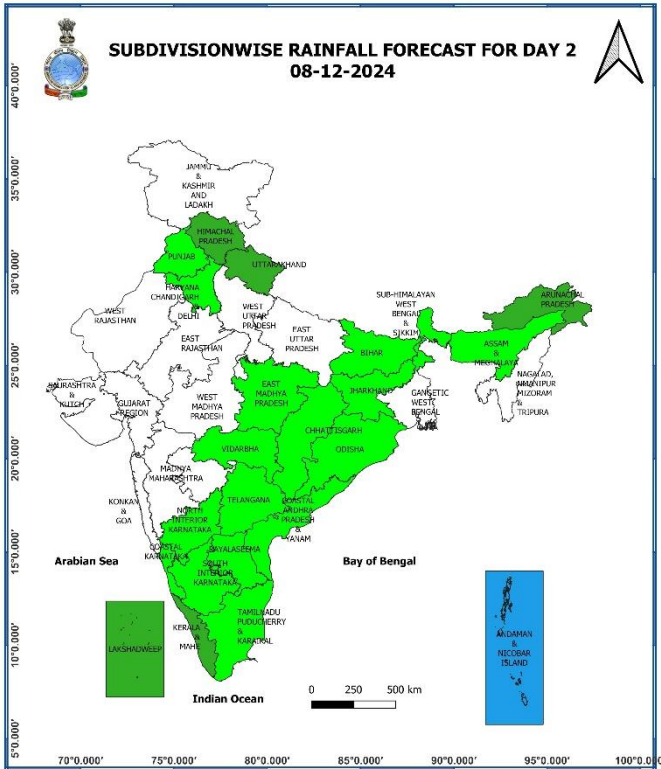 SUBDIVISIONWISE RAINFALL FORECAST FOR DAY 2
08-12-2024
40°0.000'
35°0.000'
30°0.000'
25°0.000'
20°0.000'
15°0.000'
10°0.000'
5°0.000'
JAMMU
&
KASHMIR
AND
LADAKH
HIMACHAL
PRADESH
PUNJAB
UTTARAKHAND
HARYANA
CHANDIGARH
DELHI
WEST
RAJASTHAN
WEST
UTTAR
PRADESH
EAST
RAJASTHAN
EAST
UTTAR
PRADESH
SUB-HIMALAYAN
WEST
BENGAL
&
SIKKIM
ARUNACHAL
PRADESH
ASSAM
&
MEGHALAYA
BIHAR
MANIPUR
MIZORAM
&
TRIPURA
SAURASHTRA
&
KUTCH
GUJARAT
REGION
WEST
MADHYA
PRADESH
EAST
MADHYA
PRADESH
JHARKHAND
GANGETIC
WEST
BENGAL
CHHATTISGARH
ODISHA
VIDARBHA
MADHYA
MAHARASHTRA
KONKAN
&
GOA
TELANGANA
COASTAL
ANDHRA
PRADESH
&
YANAM
NORTH
INTERIOR
KARNATAKA
COASTAL
KARNATAKA
RAYALASEEMA
SOUTH
INTERIOR
KARNATAKA
Arabian Sea
Bay of Bengal
TAMILNADU
PUDUCHERRY
&
KARAIKAL
KERALA
&
MAHE
LAKSHADWEEP
ANDAMAN
&
NICOBAR
ISLAND
Indian Ocean
0 250 500 km
70°0.000' 75°0.000' 80°0.000' 85°0.000' 90°0.000' 95°0.000' 100°0.000'